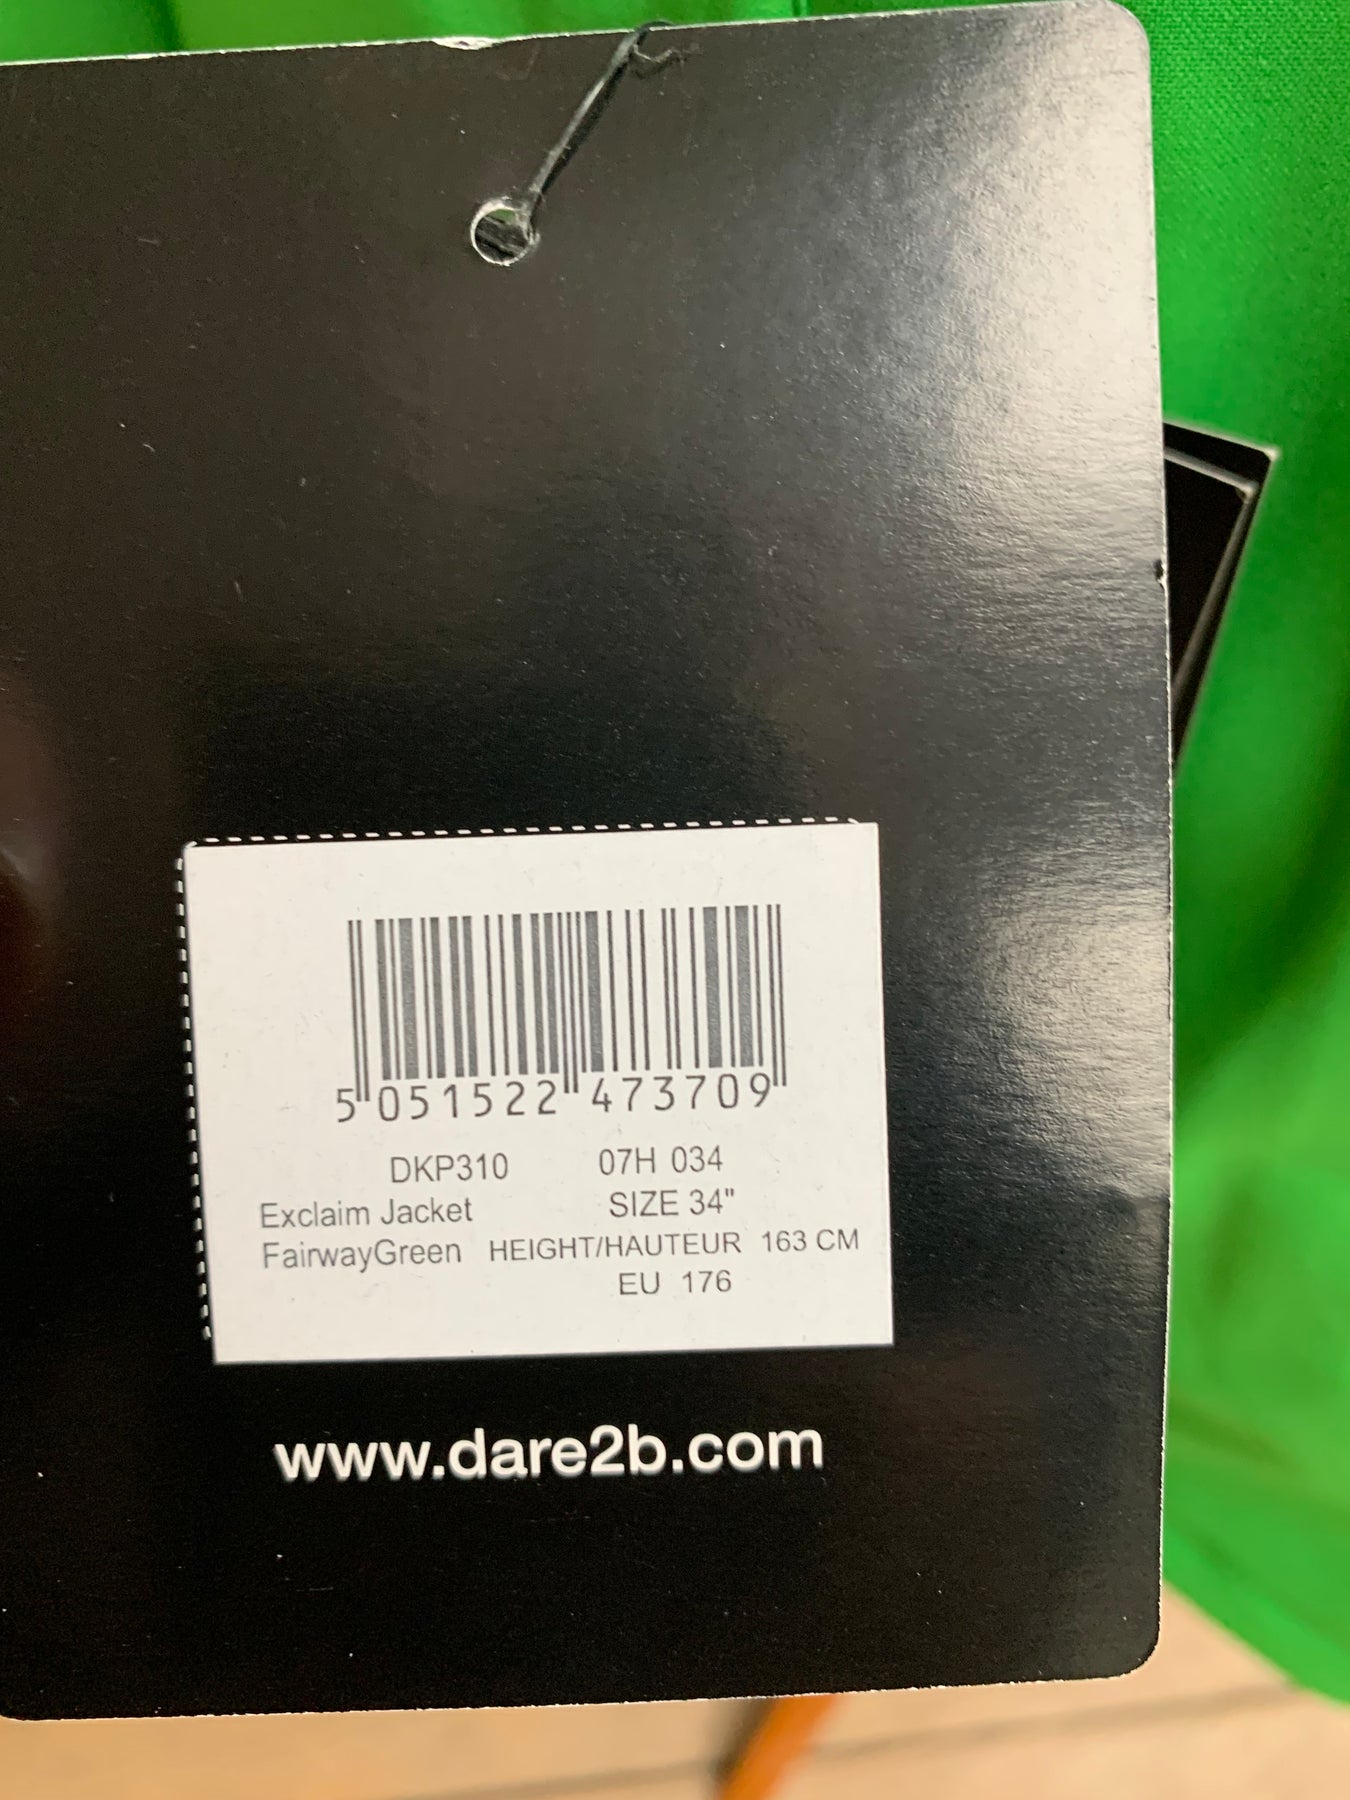 5 051522 473709
DKP310 07H 034
Exclaim Jacket SIZE 34"
FairwayGreen HEIGHT/HAUTEUR 163 CM
EU 176
www.dare2b.com